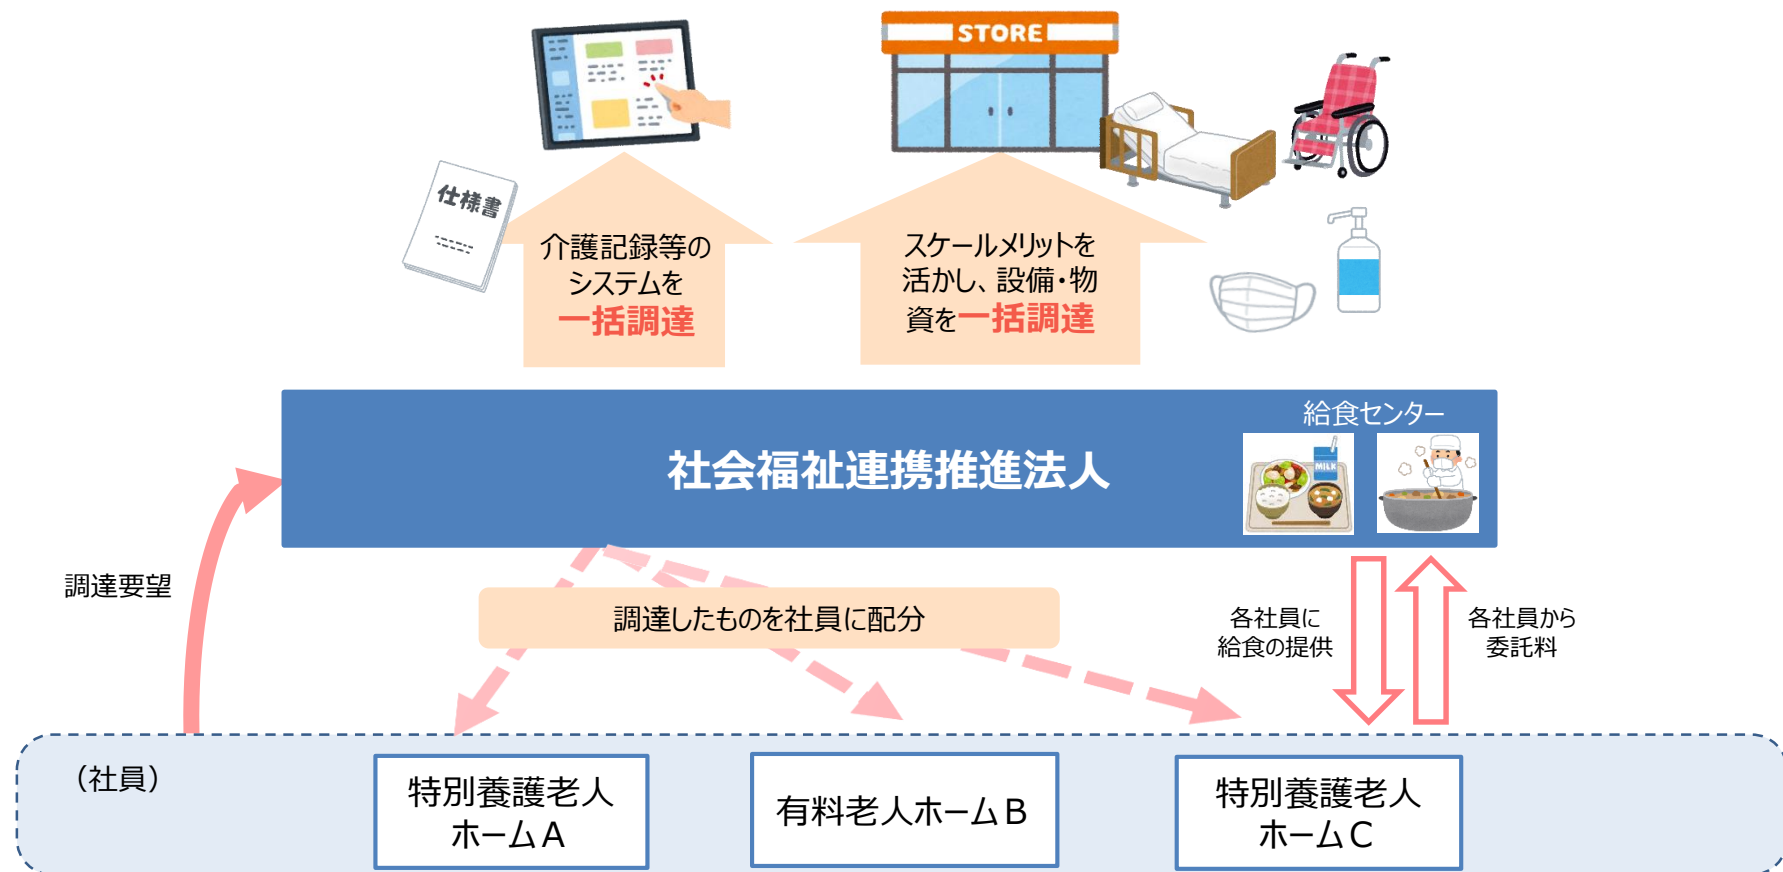 STORE
仕様書
介護記録等の
システムを
一括調達
スケールメリットを
活かし、設備・物
資を一括調達
給食センター
MILK
社会福祉連携推進法人
調達要望
調達したものを社員に配分
各社員に
給食の提供
各社員から
委託料
（社員）
特別養護老人
ホームA
有料老人ホームB
特別養護老人
ホームC